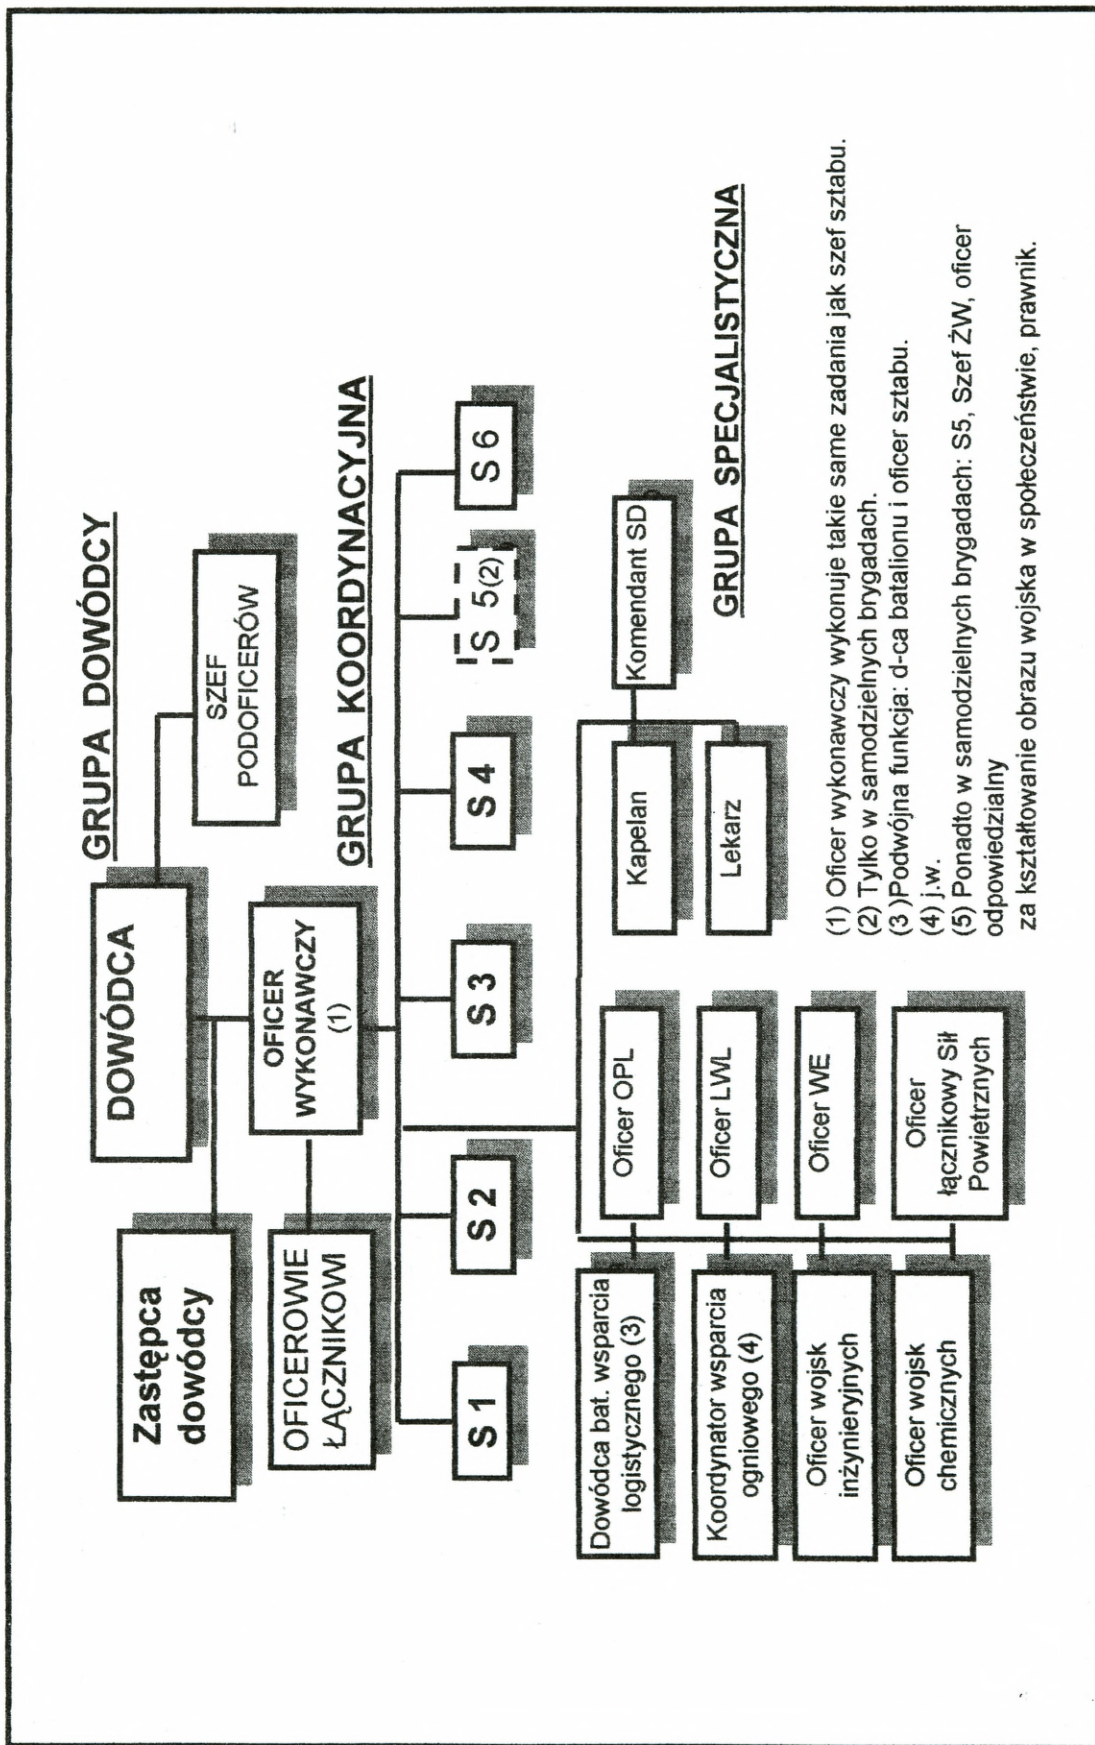 GRUPA DOWÓDCY
DOWÓDCA
Zastępca
dowódcy
SZEF
PODOFICERÓW
OFICER
WYKONAWCZY
(1)
OFICEROWIE
ŁĄCZNIKOWI
GRUPA KOORDYNACYJNA
S 1
S 2
S 3
S 4
S 5(2)
S 6
Dowódca bat. wsparcia
logistycznego (3)
Oficer OPL
Koordynator wsparcia
ogniowego (4)
Oficer LWL
Oficer wojsk
inżynieryjnych
Oficer WE
Oficer wojsk
chemicznych
Oficer
łącznikowy Sił
Powietrznych
Kapelan
Komendant SD
Lekarz
GRUPA SPECJALISTYCZNA
(1) Oficer wykonawczy wykonuje takie same zadania jak szef sztabu.
(2) Tylko w samodzielnych brygadach.
(3 )Podwójna funkcja: d-ca batalionu i oficer sztabu.
(4) j.w.
(5) Ponadto w samodzielnych brygadach: S5, Szef ŻW, oficer
odpowiedzialny
za kształtowanie obrazu wojska w społeczeństwie, prawnik.